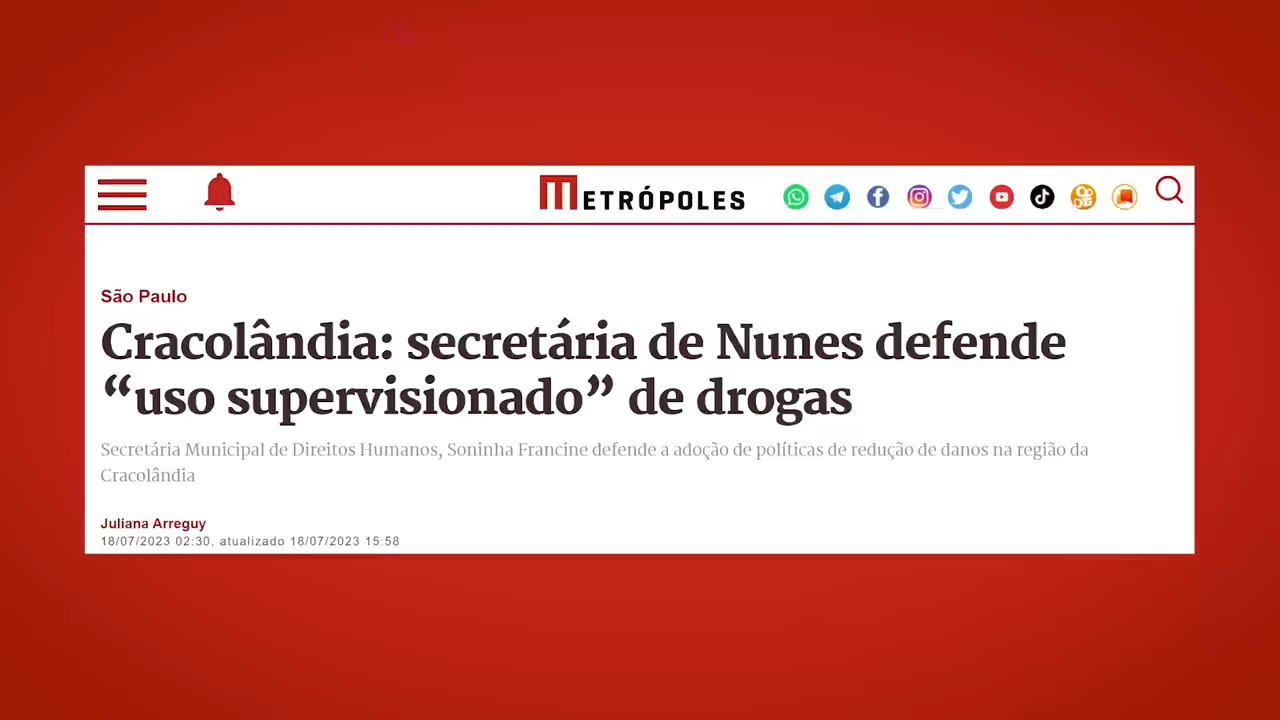 METRÓPOLES
São Paulo
Cracolândia: secretária de Nunes defende
“uso supervisionado” de drogas
Secretária Municipal de Direitos Humanos, Soninha Francine defende a adoção de políticas de redução de danos na região da
Cracolândia
Juliana Arreguy
18/07/2023 02:30, atualizado 18/07/2023 15:58